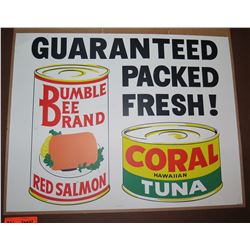 GUARANTEED
PACKED
FRESH!
BUMBLE
BEE
BRAND
RED SALMON
CORAL
HAWAIIAN
TUNA